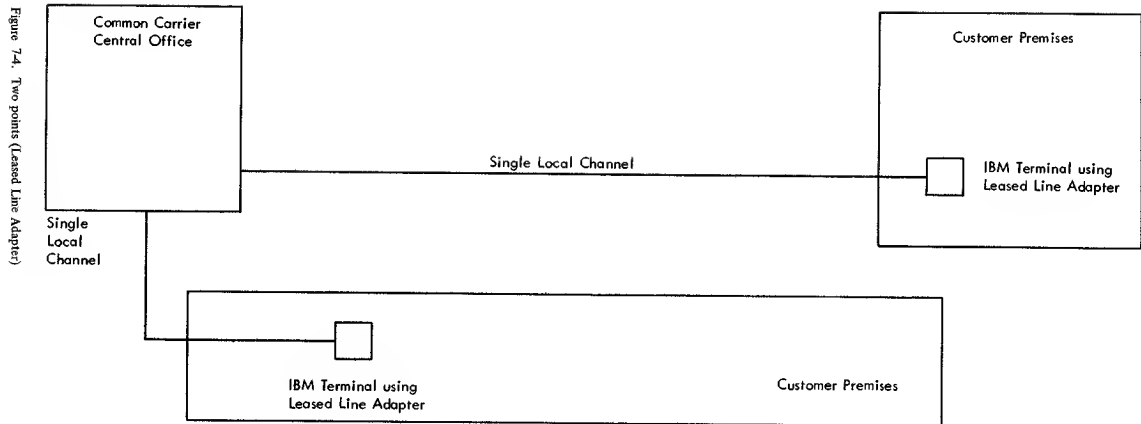 Common Carrier
Central Office
Customer Premises
Single Local Channel
IBM Terminal using
Leased Line Adapter
Single
Local
Channel
IBM Terminal using
Leased Line Adapter
Customer Premises
Figure 7-4. Two points (Leased Line Adapter)